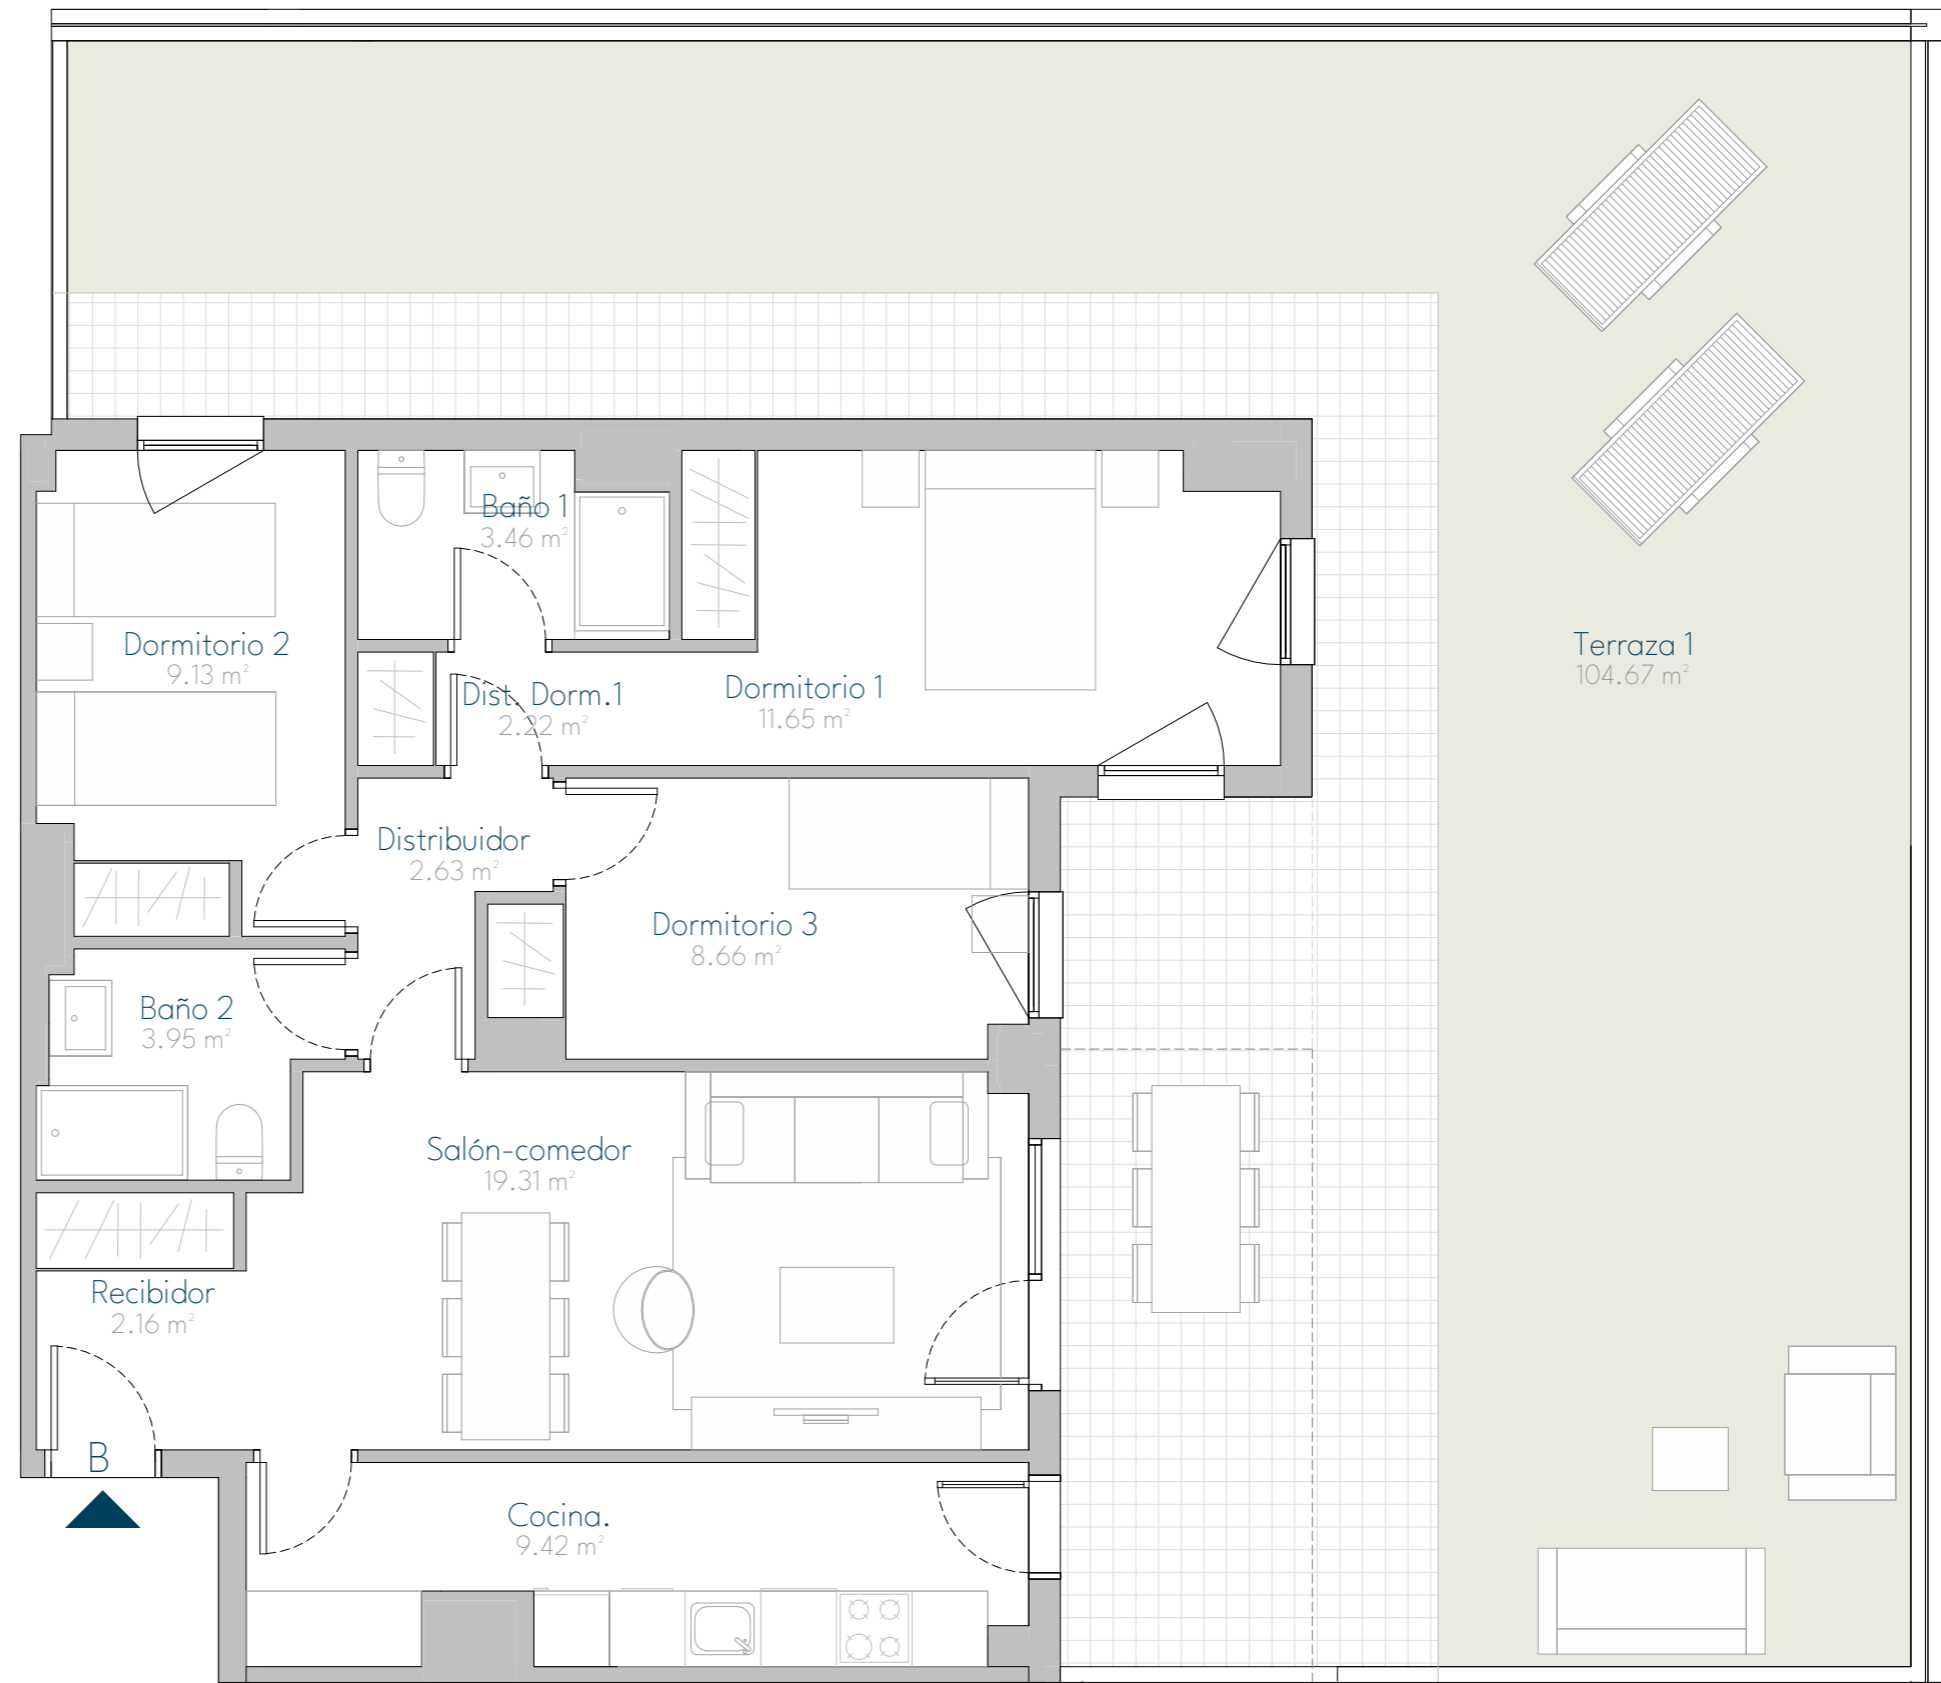 Baño 1
3.46 m²
Dormitorio 2
9.13 m²
Dist. Dorm.1
2.22 m²
Dormitorio 1
11.65 m²
Terraza 1
104.67 m²
Distribuidor
2.63 m²
Dormitorio 3
8.66 m²
Baño 2
3.95 m²
Salón-comedor
19.31 m²
Recibidor
2.16 m²
B
Cocina.
9.42 m²